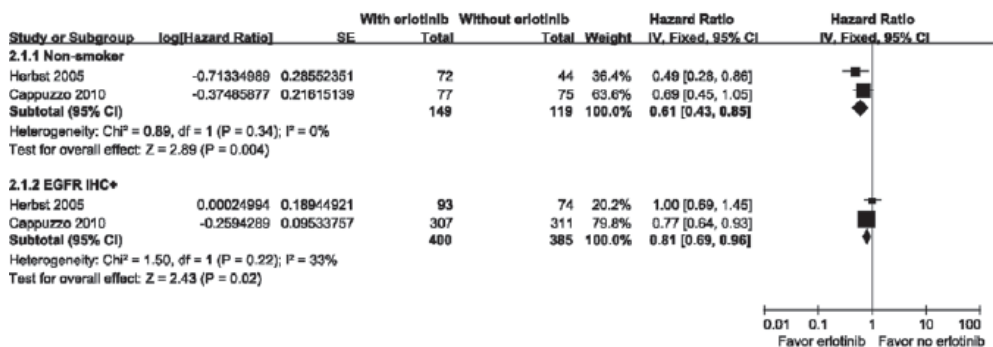 With erlotinib Without erlotinib Hazard Ratio Hazard Ratio
Study or Subgroup log[Hazard Ratio] SE Total Total Weight IV, Fixed, 95% CI IV, Fixed, 95% CI
2.1.1 Non-smoker
Herbst 2005 -0.71334989 0.28552351 72 44 36.4% 0.49 [0.28, 0.86]
Cappuzzo 2010 -0.37485877 0.21615139 77 75 63.6% 0.69 [0.45, 1.05]
Subtotal (95% CI) 149 119 100.0% 0.61 [0.43, 0.85]
Heterogeneity: Chi² = 0.89, df = 1 (P = 0.34); I² = 0%
Test for overall effect: Z = 2.89 (P = 0.004)
2.1.2 EGFR IHC+
Herbst 2005 0.00024994 0.18944921 93 74 20.2% 1.00 [0.69, 1.45]
Cappuzzo 2010 -0.2594289 0.09533757 307 311 79.8% 0.77 [0.64, 0.93]
Subtotal (95% CI) 400 385 100.0% 0.81 [0.69, 0.96]
Heterogeneity: Chi² = 1.50, df = 1 (P = 0.22); I² = 33%
Test for overall effect: Z = 2.43 (P = 0.02)
0.01 0.1 1 10 100
Favor erlotinib Favor no erlotinib